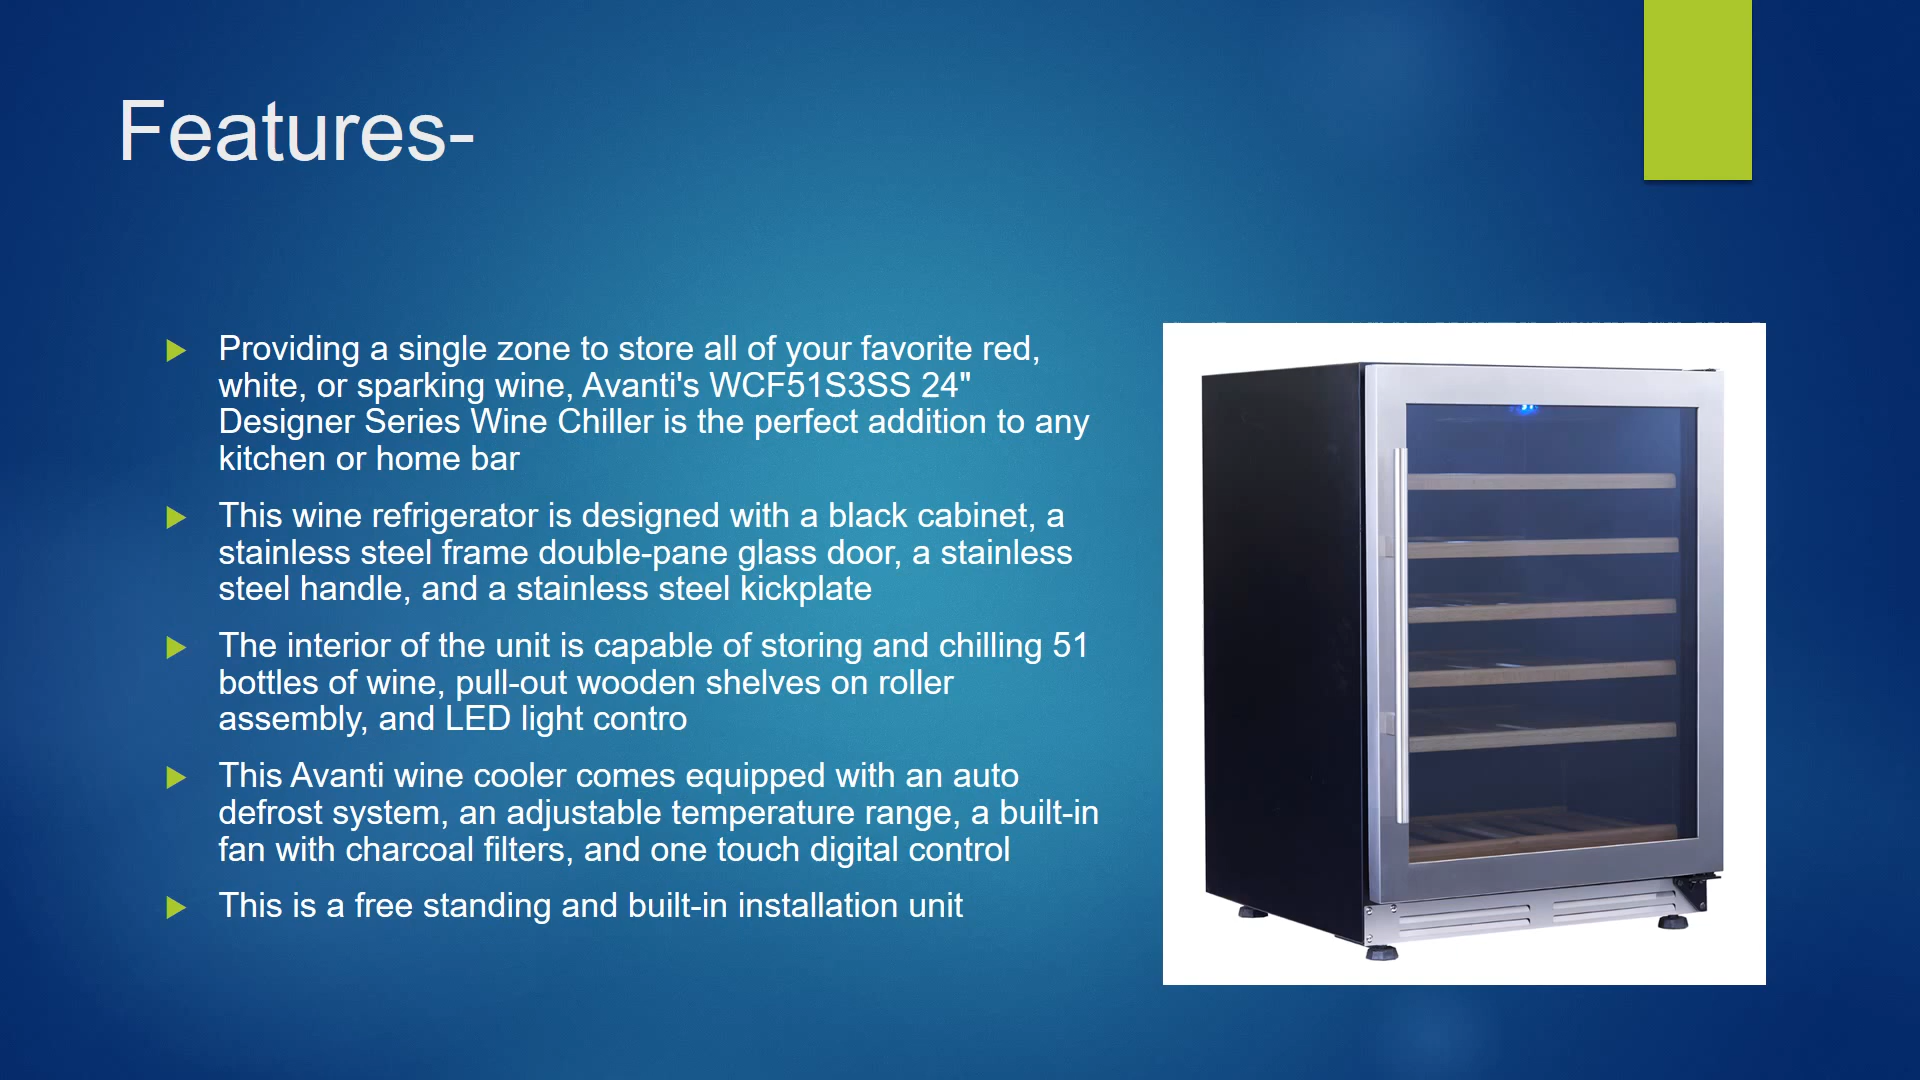 Features-
Providing a single zone to store all of your favorite red,
white, or sparking wine, Avanti's WCF51S3SS 24"
Designer Series Wine Chiller is the perfect addition to any
kitchen or home bar
This wine refrigerator is designed with a black cabinet, a
stainless steel frame double-pane glass door, a stainless
steel handle, and a stainless steel kickplate
The interior of the unit is capable of storing and chilling 51
bottles of wine, pull-out wooden shelves on roller
assembly, and LED light contro
This Avanti wine cooler comes equipped with an auto
defrost system, an adjustable temperature range, a built-in
fan with charcoal filters, and one touch digital control
This is a free standing and built-in installation unit